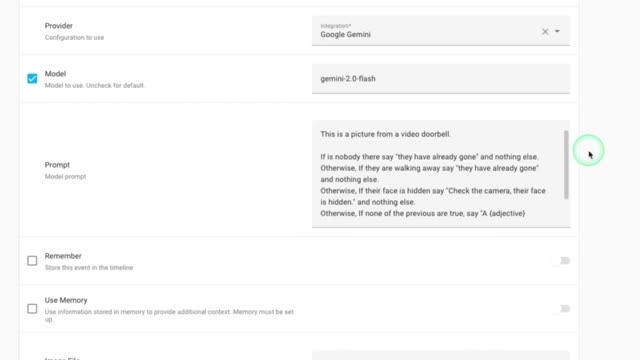 Provider
Configuration to use
Integration*
Google Gemini
Model
Model to use. Uncheck for default.
gemini-2.0-flash
Prompt
Model prompt
This is a picture from a video doorbell.
If is nobody there say "they have already gone" and nothing else.
Otherwise, If they are walking away say "they have already gone"
and nothing else.
Otherwise, If their face is hidden say "Check the camera, their face
is hidden." and nothing else.
Otherwise, If none of the previous are true, say "A {adjective}
Remember
Store this event in the timeline
Use Memory
Use information stored in memory to provide additional context. Memory must be set
up.
Image File